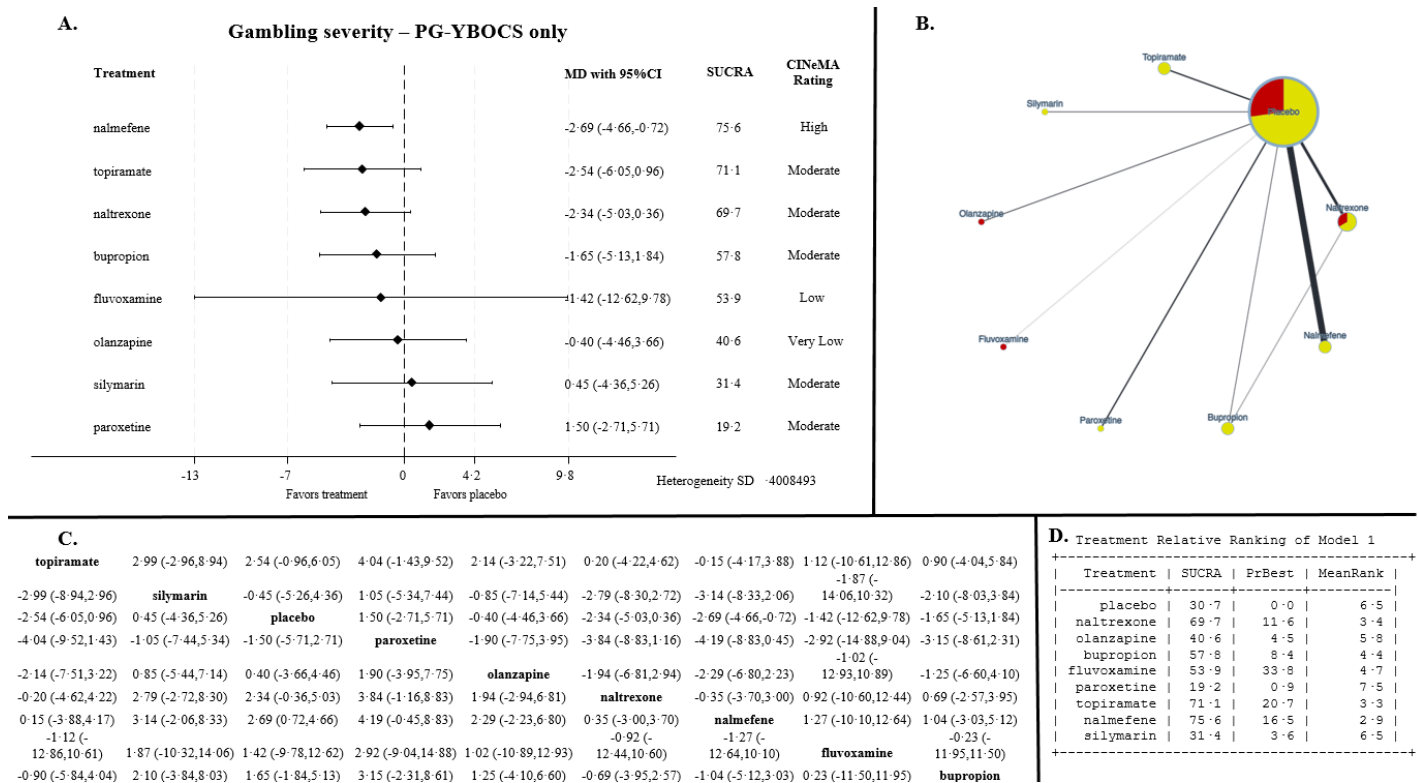 A.
Gambling severity – PG-YBOCS only
Treatment MD with 95%CI SUCRA CINeMA Rating
nalmefene -2·69 (-4·66,-0·72) 75·6 High
topiramate -2·54 (-6·05,0·96) 71·1 Moderate
naltrexone -2·34 (-5·03,0·36) 69·7 Moderate
bupropion -1·65 (-5·13,1·84) 57·8 Moderate
fluvoxamine -1·42 (-12·62,9·78) 53·9 Low
olanzapine -0·40 (-4·46,3·66) 40·6 Very Low
silymarin 0·45 (-4·36,5·26) 31·4 Moderate
paroxetine 1·50 (-2·71,5·71) 19·2 Moderate
-13 -7 0 4·2 9·8
Favors treatment Favors placebo
Heterogeneity SD ·4008493
B.
Topiramate
Silymarin
Placebo
Olanzapine
Naltrexone
Fluvoxamine
Nalmefene
Paroxetine
Bupropion
C.
topiramate 2·99 (-2·96,8·94) 2·54 (-0·96,6·05) 4·04 (-1·43,9·52) 2·14 (-3·22,7·51) 0·20 (-4·22,4·62) -0·15 (-4·17,3·88) 1·12 (-10·61,12·86) 0·90 (-4·04,5·84)
-2·99 (-8·94,2·96) silymarin -0·45 (-5·26,4·36) 1·05 (-5·34,7·44) -0·85 (-7·14,5·44) -2·79 (-8·30,2·72) -3·14 (-8·33,2·06) -1·87 (-14·06,10·32) -2·10 (-8·03,3·84)
-2·54 (-6·05,0·96) 0·45 (-4·36,5·26) placebo 1·50 (-2·71,5·71) -0·40 (-4·46,3·66) -2·34 (-5·03,0·36) -2·69 (-4·66,-0·72) -1·42 (-12·62,9·78) -1·65 (-5·13,1·84)
-4·04 (-9·52,1·43) -1·05 (-7·44,5·34) -1·50 (-5·71,2·71) paroxetine -1·90 (-7·75,3·95) -3·84 (-8·83,1·16) -4·19 (-8·83,0·45) -2·92 (-14·88,9·04) -3·15 (-8·61,2·31)
-2·14 (-7·51,3·22) 0·85 (-5·44,7·14) 0·40 (-3·66,4·46) 1·90 (-3·95,7·75) olanzapine -1·94 (-6·81,2·94) -2·29 (-6·80,2·23) -1·02 (-12·93,10·89) -1·25 (-6·60,4·10)
-0·20 (-4·62,4·22) 2·79 (-2·72,8·30) 2·34 (-0·36,5·03) 3·84 (-1·16,8·83) 1·94 (-2·94,6·81) naltrexone -0·35 (-3·70,3·00) 0·92 (-10·60,12·44) 0·69 (-2·57,3·95)
0·15 (-3·88,4·17) 3·14 (-2·06,8·33) 2·69 (0·72,4·66) 4·19 (-0·45,8·83) 2·29 (-2·23,6·80) 0·35 (-3·00,3·70) nalmefene 1·27 (-10·10,12·64) 1·04 (-3·03,5·12)
-1·12 (-12·86,10·61) 1·87 (-10·32,14·06) 1·42 (-9·78,12·62) 2·92 (-9·04,14·88) 1·02 (-10·89,12·93) -0·92 (-12·44,10·60) -1·27 (-12·64,10·10) fluvoxamine -0·23 (-11·95,11·50)
-0·90 (-5·84,4·04) 2·10 (-3·84,8·03) 1·65 (-1·84,5·13) 3·15 (-2·31,8·61) 1·25 (-4·10,6·60) -0·69 (-3·95,2·57) -1·04 (-5·12,3·03) 0·23 (-11·50,11·95) bupropion
D.
Treatment Relative Ranking of Model 1
| Treatment | SUCRA | PrBest | MeanRank |
| placebo | 30·7 | 0·0 | 6·5 |
| naltrexone | 69·7 | 11·6 | 3·4 |
| olanzapine | 40·6 | 4·5 | 5·8 |
| bupropion | 57·8 | 8·4 | 4·4 |
| fluvoxamine | 53·9 | 33·8 | 4·7 |
| paroxetine | 19·2 | 0·9 | 7·5 |
| topiramate | 71·1 | 20·7 | 3·3 |
| nalmefene | 75·6 | 16·5 | 2·9 |
| silymarin | 31·4 | 3·6 | 6·5 |